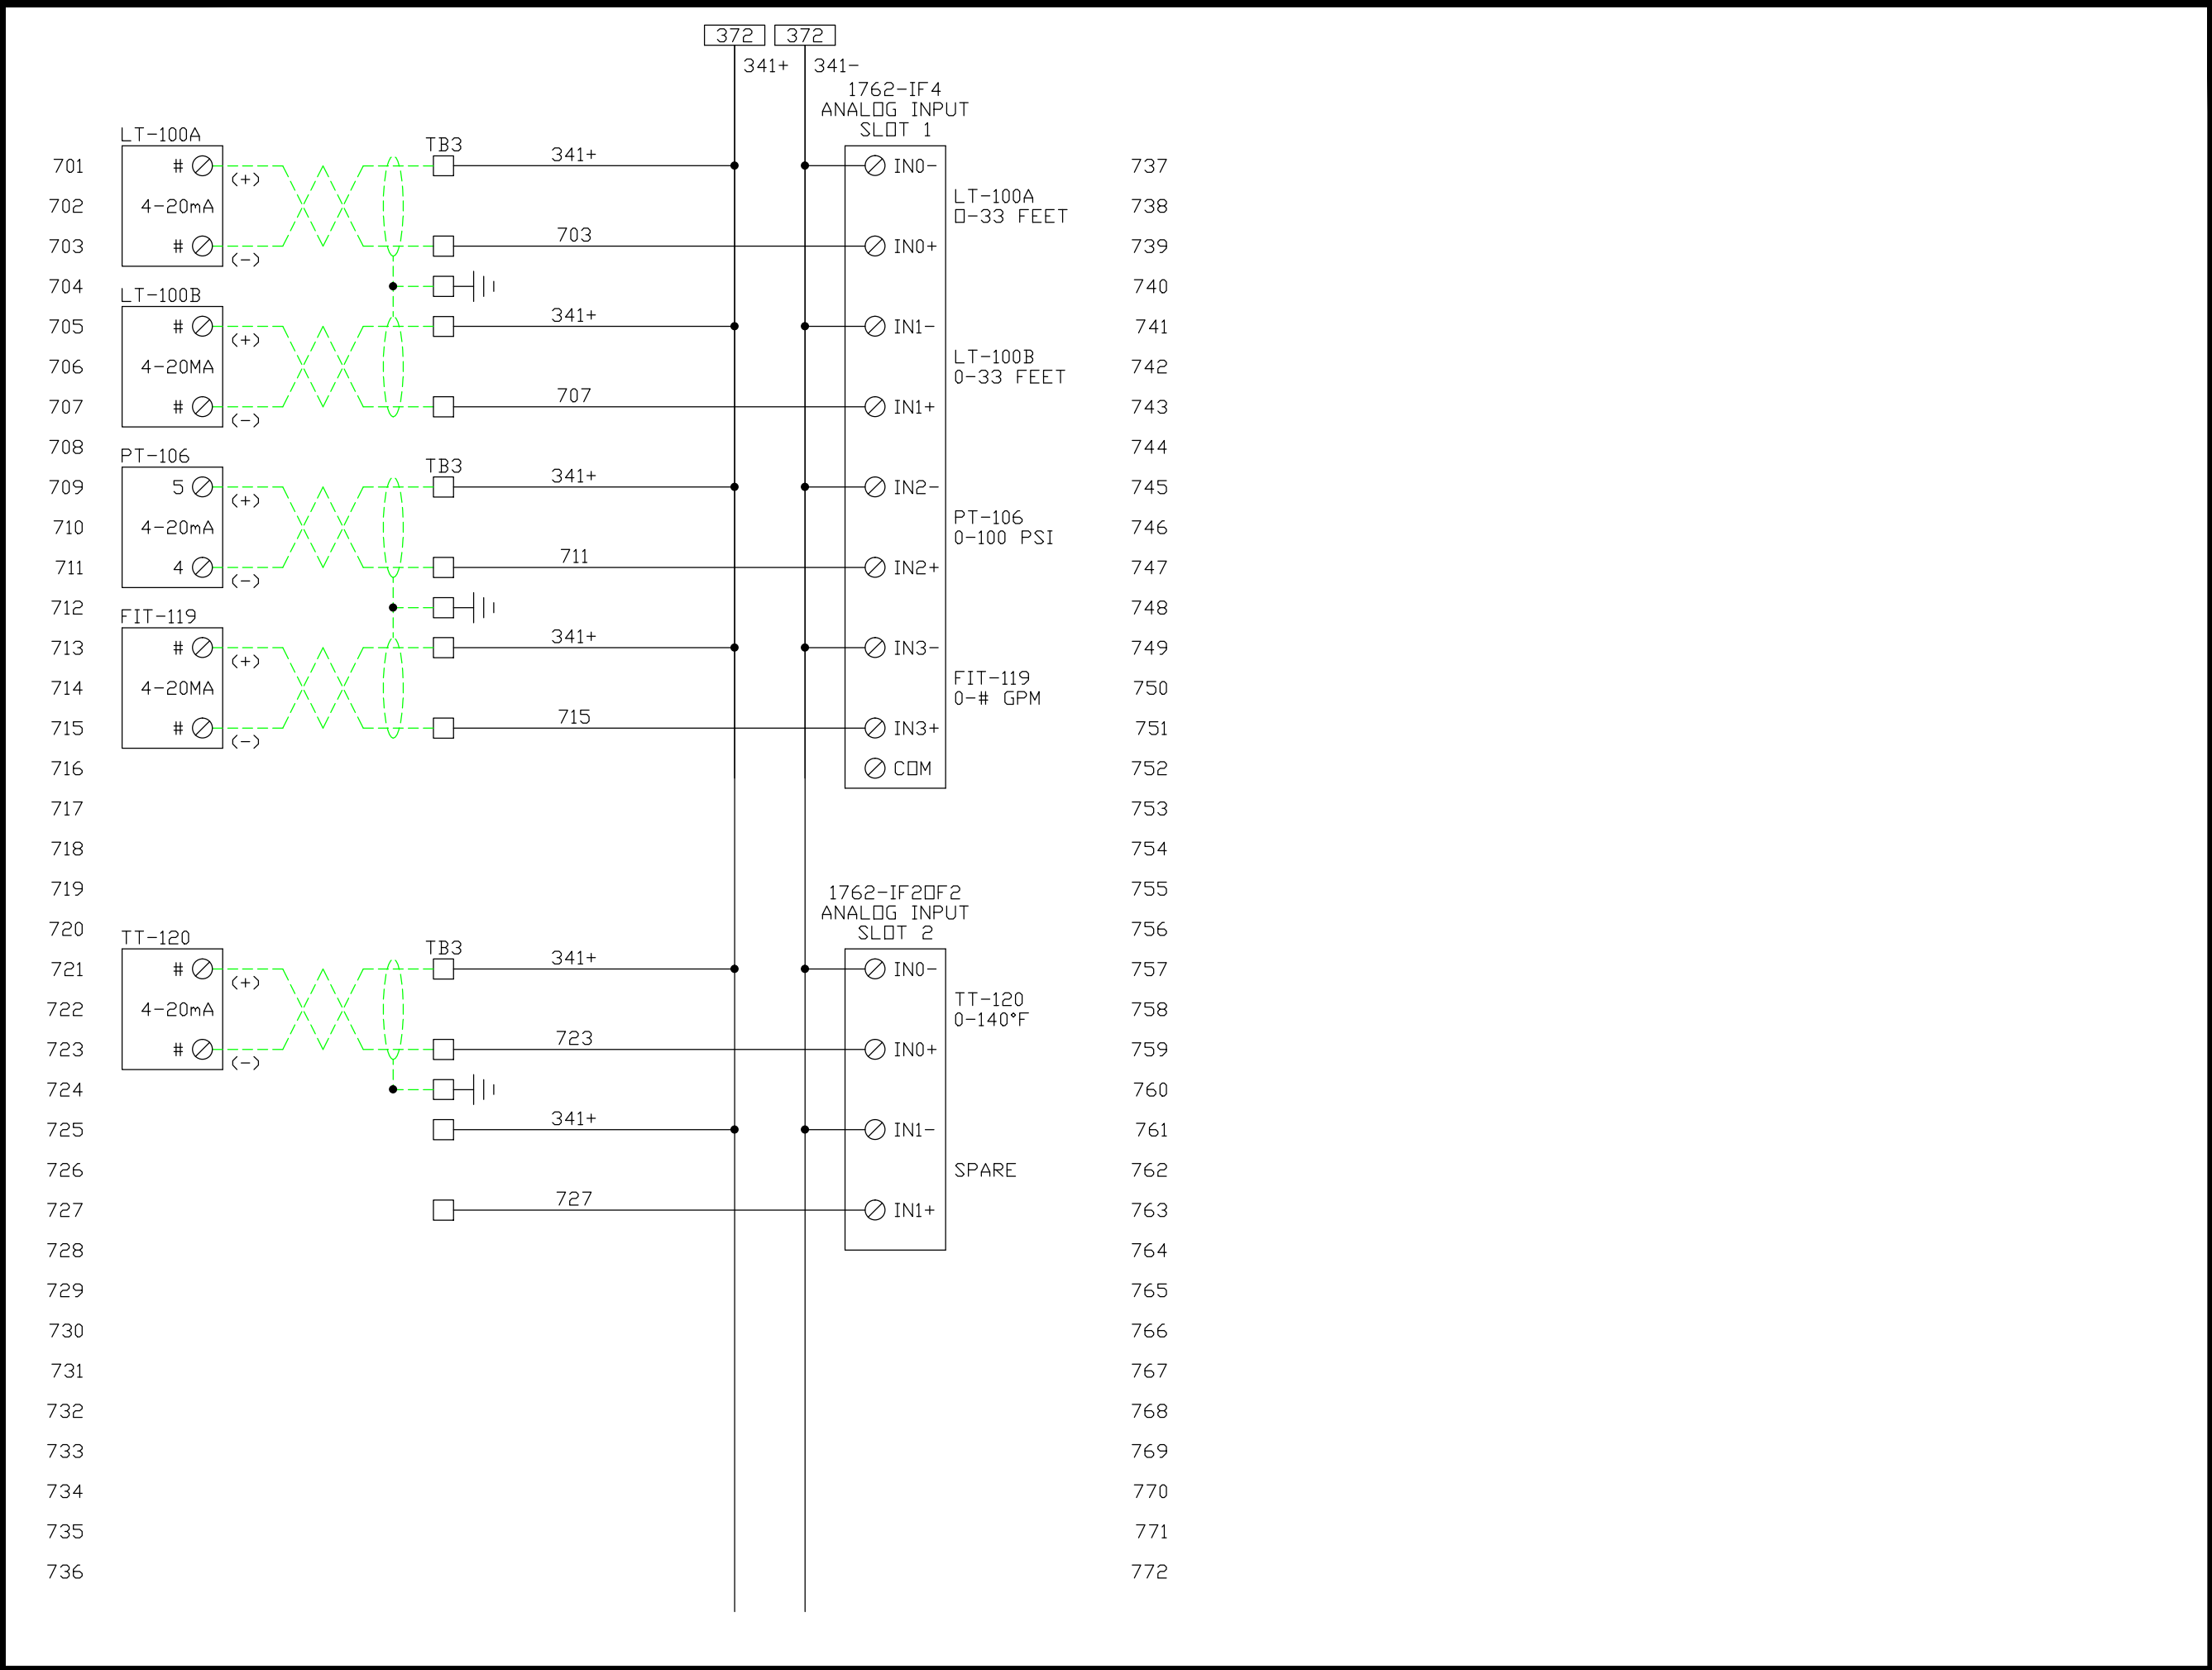 372 372
341+ 341-
1762-IF4
ANALOG INPUT
SLOT 1
LT-100A
TB3
701 # (+) 341+ IN0- 737
702 4-20mA LT-100A 738
0-33 FEET
703 # (-) 703 IN0+ 739
704 740
LT-100B
705 # (+) 341+ IN1- 741
706 4-20MA LT-100B 742
0-33 FEET
707 # (-) 707 IN1+ 743
708 744
PT-106
TB3
709 5 (+) 341+ IN2- 745
710 4-20mA PT-106 746
0-100 PSI
711 4 (-) 711 IN2+ 747
712 748
FIT-119
713 # (+) 341+ IN3- 749
714 4-20MA FIT-119 750
0-# GPM
715 # (-) 715 IN3+ 751
716 COM 752
717 753
718 754
719 755
1762-IF2OF2
ANALOG INPUT
720 756
SLOT 2
TT-120
TB3
721 # (+) 341+ IN0- 757
722 4-20mA TT-120 758
0-140°F
723 # (-) 723 IN0+ 759
724 760
725 341+ IN1- 761
726 SPARE 762
727 727 IN1+ 763
728 764
729 765
730 766
731 767
732 768
733 769
734 770
735 771
736 772